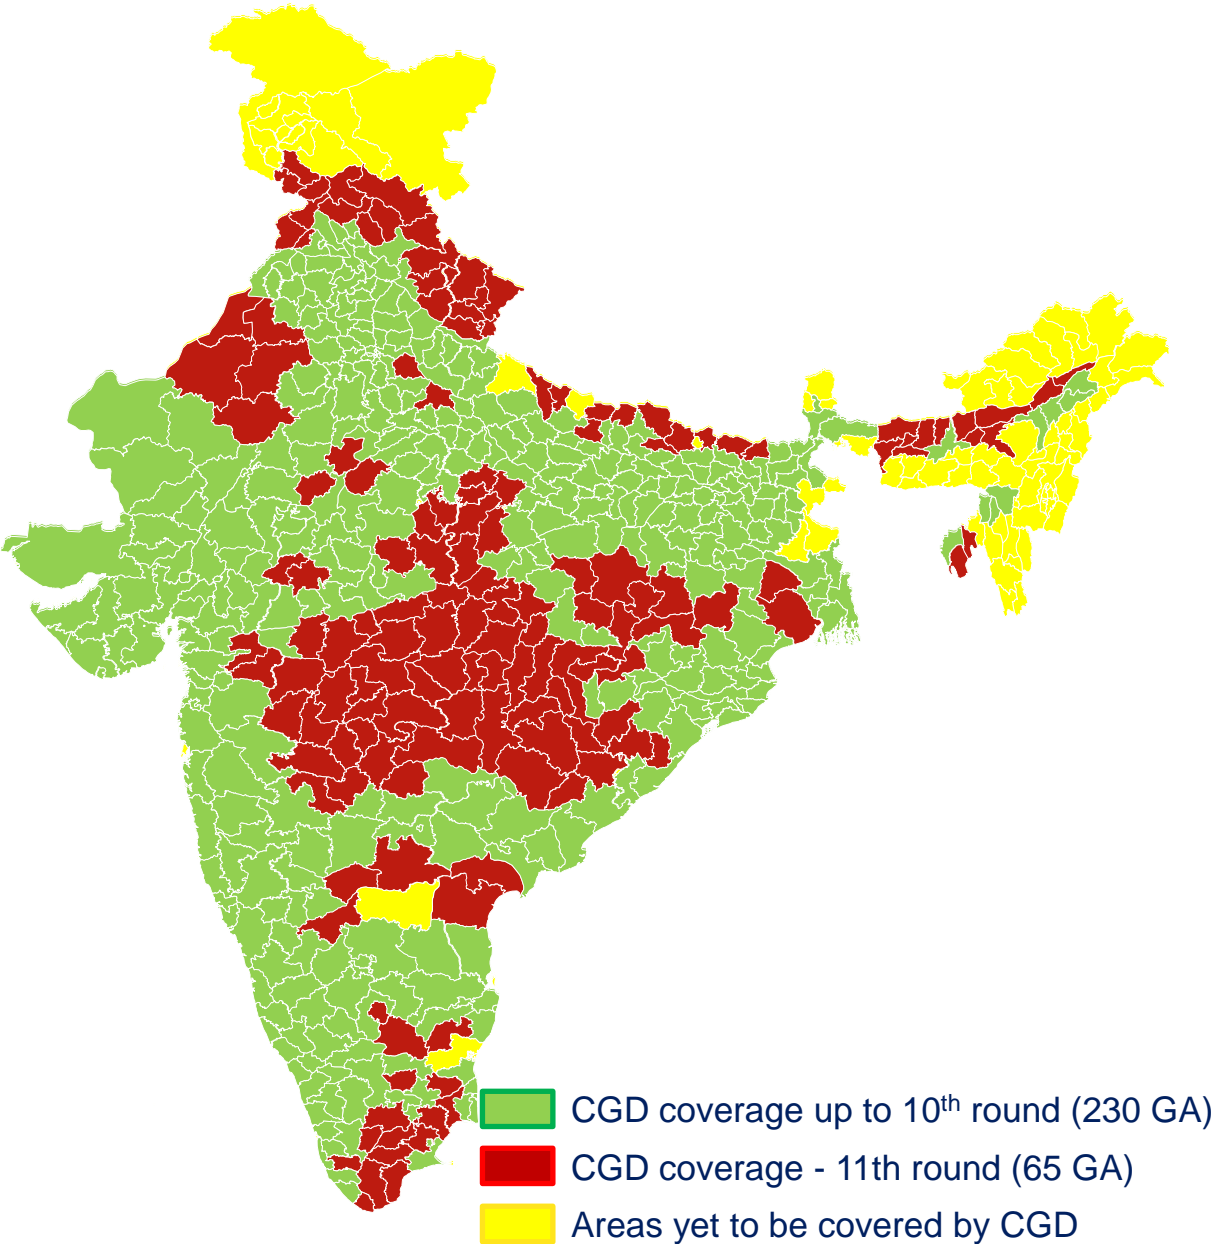 CGD coverage up to 10th round (230 GA)
CGD coverage - 11th round (65 GA)
Areas yet to be covered by CGD